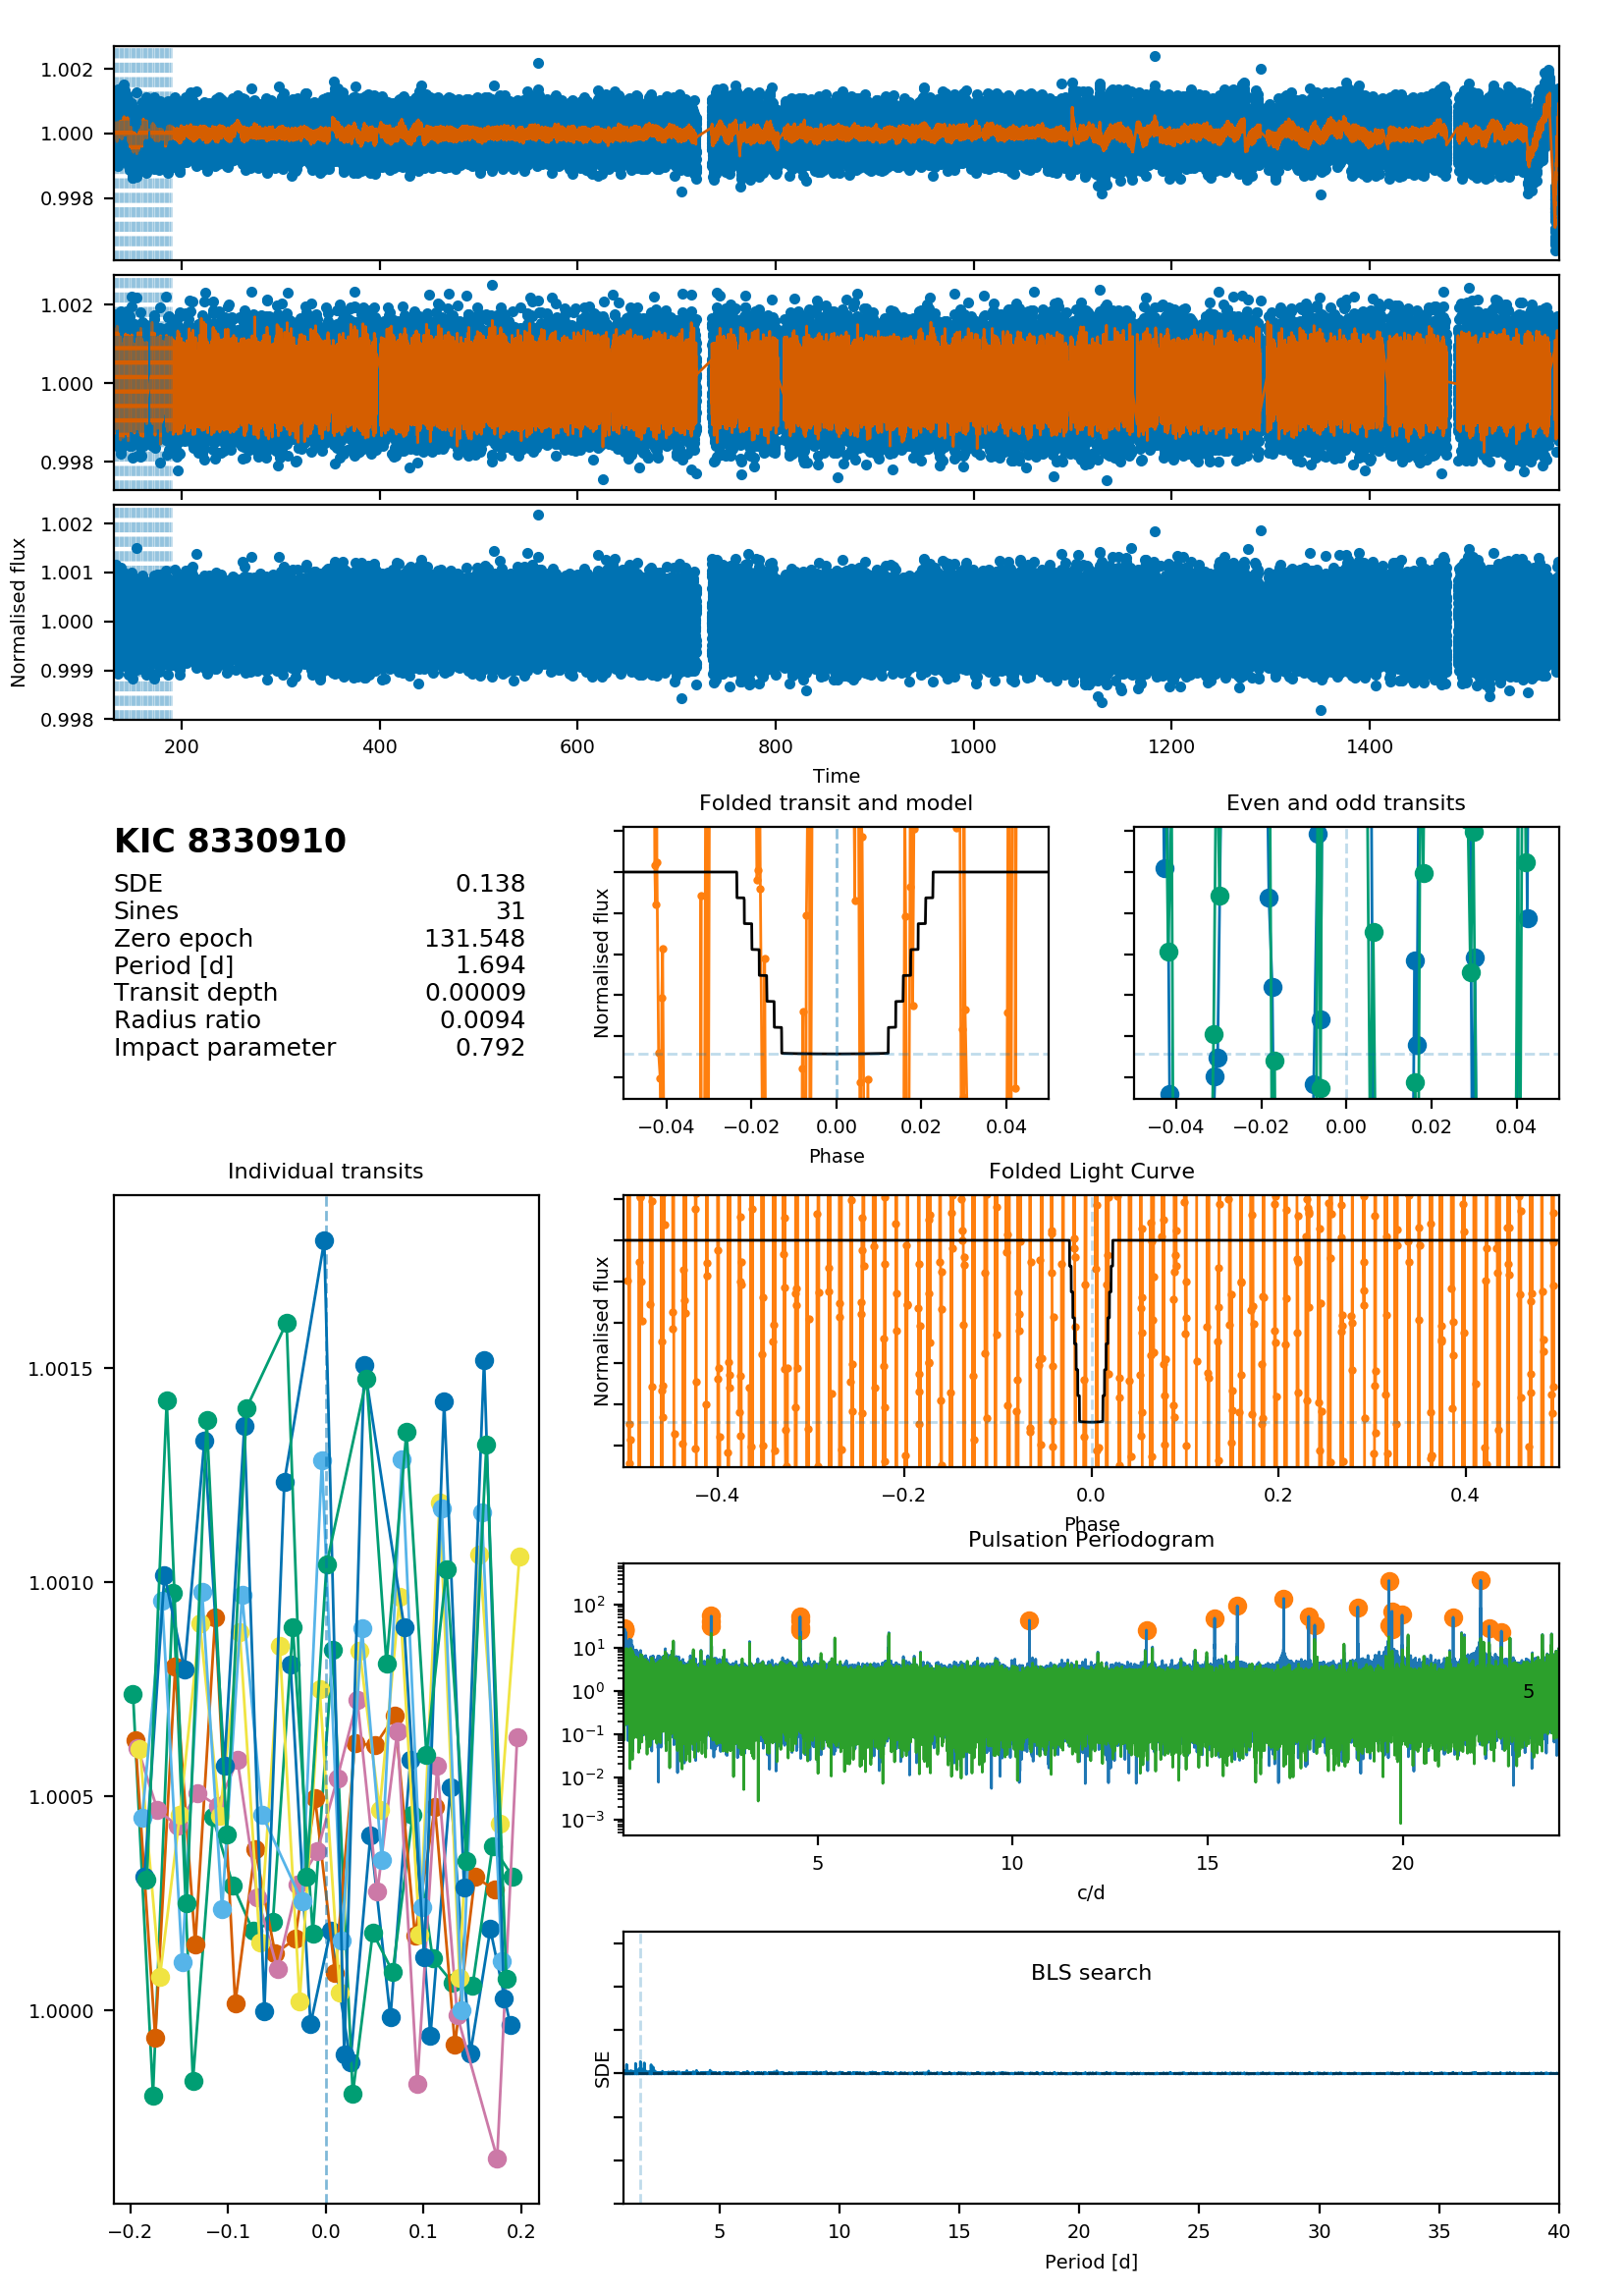 1.002
1.000
0.998
1.002
1.000
0.998
1.002
1.001
1.000
0.999
0.998
Normalised flux
200 400 600 800 1000 1200 1400
Time
KIC 8330910
SDE 0.138
Sines 31
Zero epoch 131.548
Period [d] 1.694
Transit depth 0.00009
Radius ratio 0.0094
Impact parameter 0.792
Folded transit and model
Normalised flux
−0.04 −0.02 0.00 0.02 0.04
Phase
Even and odd transits
−0.04 −0.02 0.00 0.02 0.04
Individual transits
1.0015
1.0010
1.0005
1.0000
−0.2 −0.1 0.0 0.1 0.2
Folded Light Curve
Normalised flux
−0.4 −0.2 0.0 0.2 0.4
Phase
Pulsation Periodogram
10²
10¹
10⁰
10⁻¹
10⁻²
10⁻³
5
5 10 15 20
c/d
BLS search
SDE
5 10 15 20 25 30 35 40
Period [d]